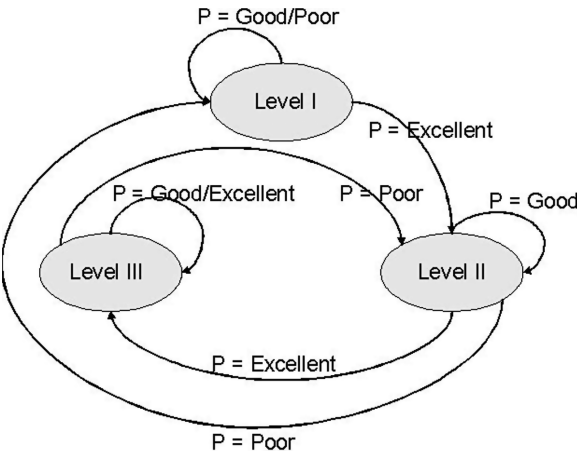 P = Good/Poor
Level I
P = Excellent
P = Good/Excellent
P = Poor
P = Good
Level III
Level II
P = Excellent
P = Poor